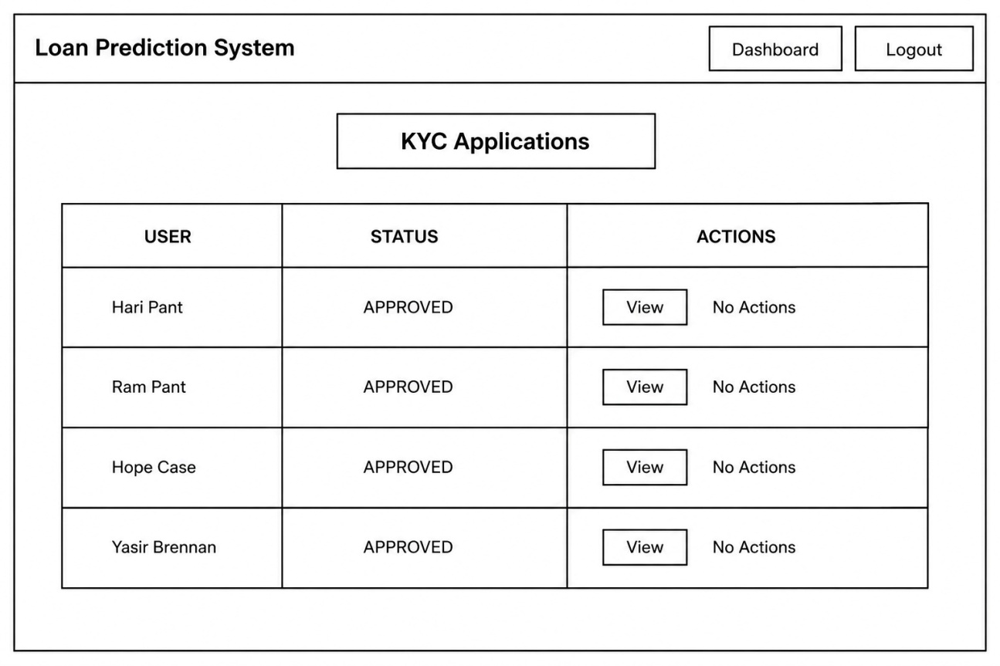 Loan Prediction System Dashboard Logout
KYC Applications
USER STATUS ACTIONS
Hari Pant APPROVED View No Actions
Ram Pant APPROVED View No Actions
Hope Case APPROVED View No Actions
Yasir Brennan APPROVED View No Actions